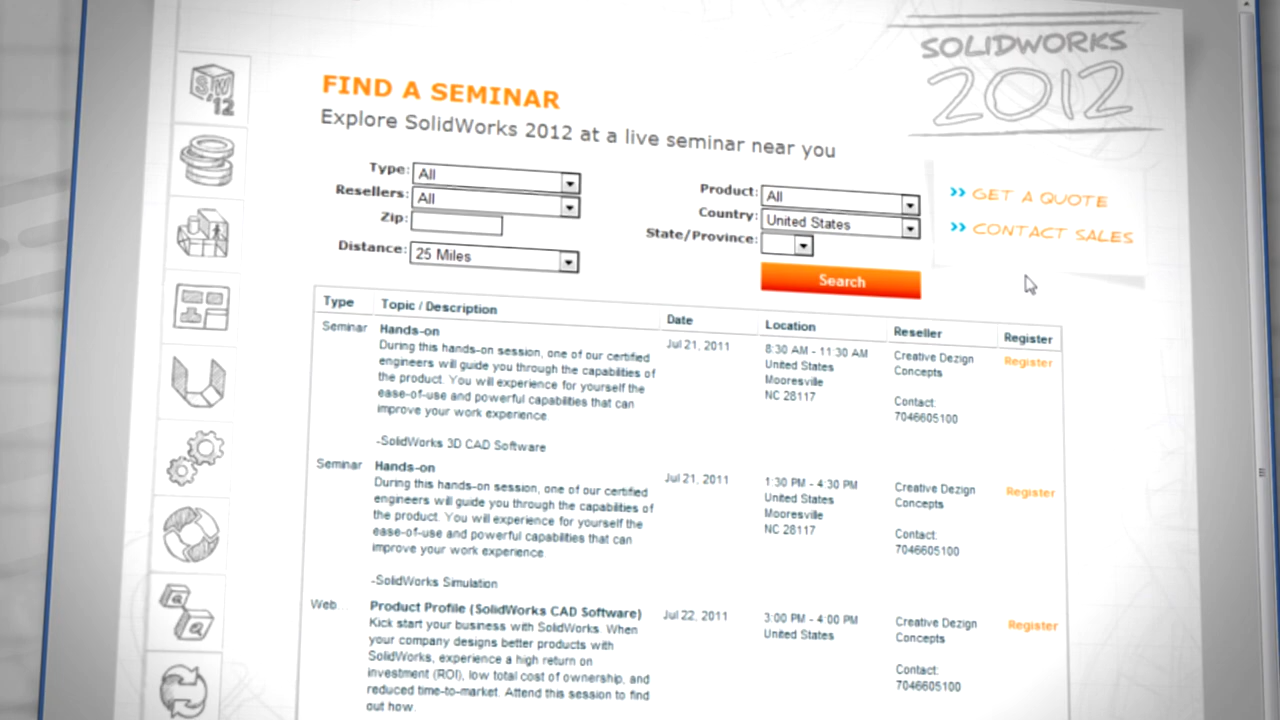 SOLIDWORKS
2012
SW
'12
FIND A SEMINAR
Explore SolidWorks 2012 at a live seminar near you
Type: All
Resellers: All
Zip:
Distance: 25 Miles
Product: All
Country: United States
State/Province:
Search
>> GET A QUOTE
>> CONTACT SALES
Type Topic / Description Date Location Reseller Register
Seminar Hands-on
During this hands-on session, one of our certified
engineers will guide you through the capabilities of
the product. You will experience for yourself the
ease-of-use and powerful capabilities that can
improve your work experience.
-SolidWorks 3D CAD Software
Jul 21, 2011
8:30 AM - 11:30 AM
United States
Mooresville
NC 28117
Creative Dezign
Concepts
Contact:
7046605100
Register
Seminar Hands-on
During this hands-on session, one of our certified
engineers will guide you through the capabilities of
the product. You will experience for yourself the
ease-of-use and powerful capabilities that can
improve your work experience.
-SolidWorks Simulation
Jul 21, 2011
1:30 PM - 4:30 PM
United States
Mooresville
NC 28117
Creative Dezign
Concepts
Contact:
7046605100
Register
Web... Product Profile (SolidWorks CAD Software)
Kick start your business with SolidWorks. When
your company designs better products with
SolidWorks, experience a high return on
investment (ROI), low total cost of ownership, and
reduced time-to-market. Attend this session to find
out how.
Jul 22, 2011
3:00 PM - 4:00 PM
United States
Creative Dezign
Concepts
Contact:
7046605100
Register